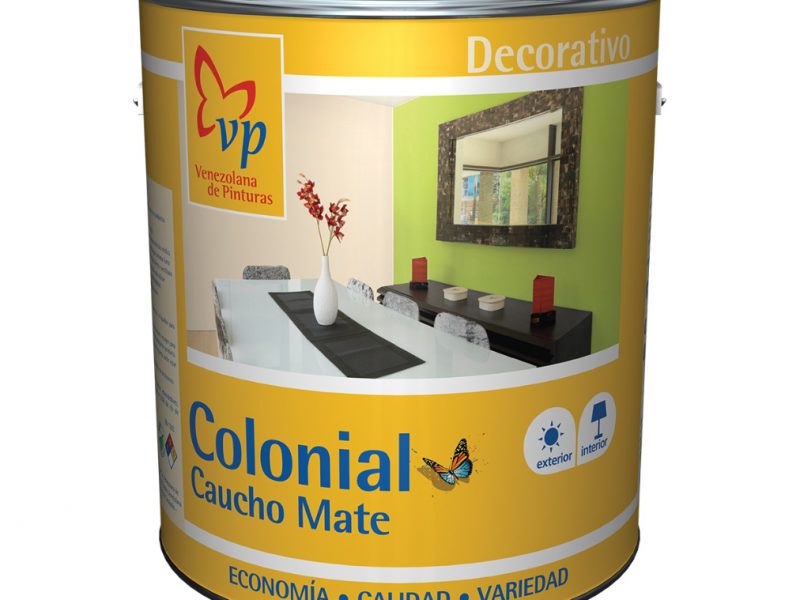 Decorativo
vp
Venezolana
de Pinturas
Colonial
Caucho Mate
exterior
interior
ECONOMÍA • CALIDAD • VARIEDAD